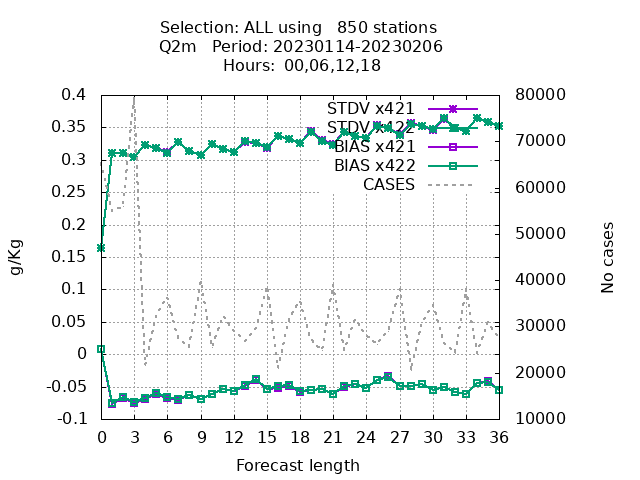 Selection: ALL using   850 stations
Q2m   Period: 20230114-20230206
Hours:  00,06,12,18
0.4
0.35
0.3
0.25
0.2
0.15
0.1
0.05
0
-0.05
-0.1
g/Kg
STDV x421
STDV x422
BIAS x421
BIAS x422
CASES
80000
70000
60000
50000
40000
30000
20000
10000
No cases
0 3 6 9 12 15 18 21 24 27 30 33 36
Forecast length